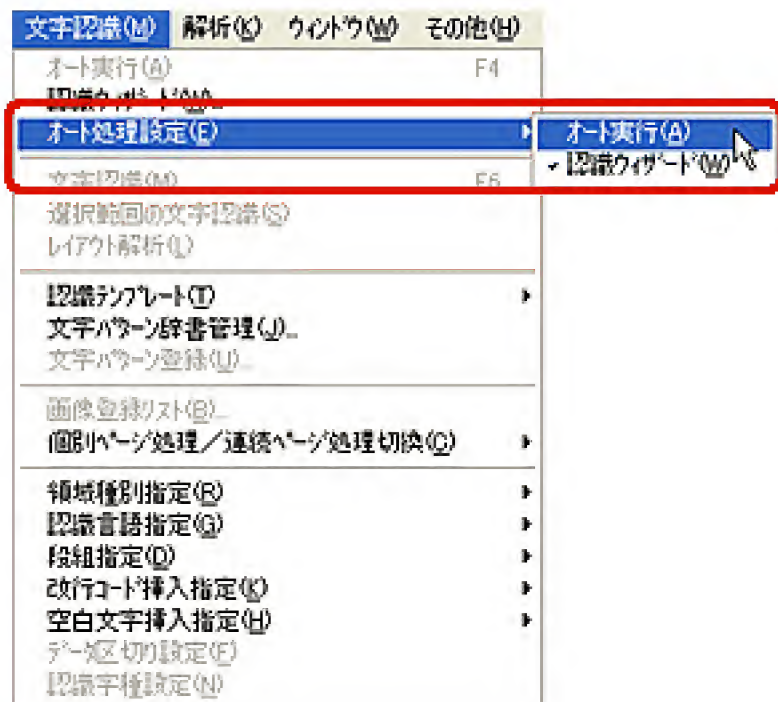 文字認識(M) 解析(K) ウィンドウ(W) その他(H)
オート実行(A) F4
認識ウィザード(W)...
オート処理設定(E)
オート実行(A)
✓認識ウィザード(W)
文字認識(M) F6
選択範囲の文字認識(S)
レイアウト解析(L)
認識テンプレート(T)
文字パターン辞書管理(J)...
文字パターン登録(U)...
画像登録リスト(B)...
個別ページ処理/連続ページ処理切換(C)
領域種別指定(R)
認識言語指定(G)
段組指定(D)
改行コード挿入指定(K)
空白文字挿入指定(H)
データ区切り設定(F)
認識字種設定(N)